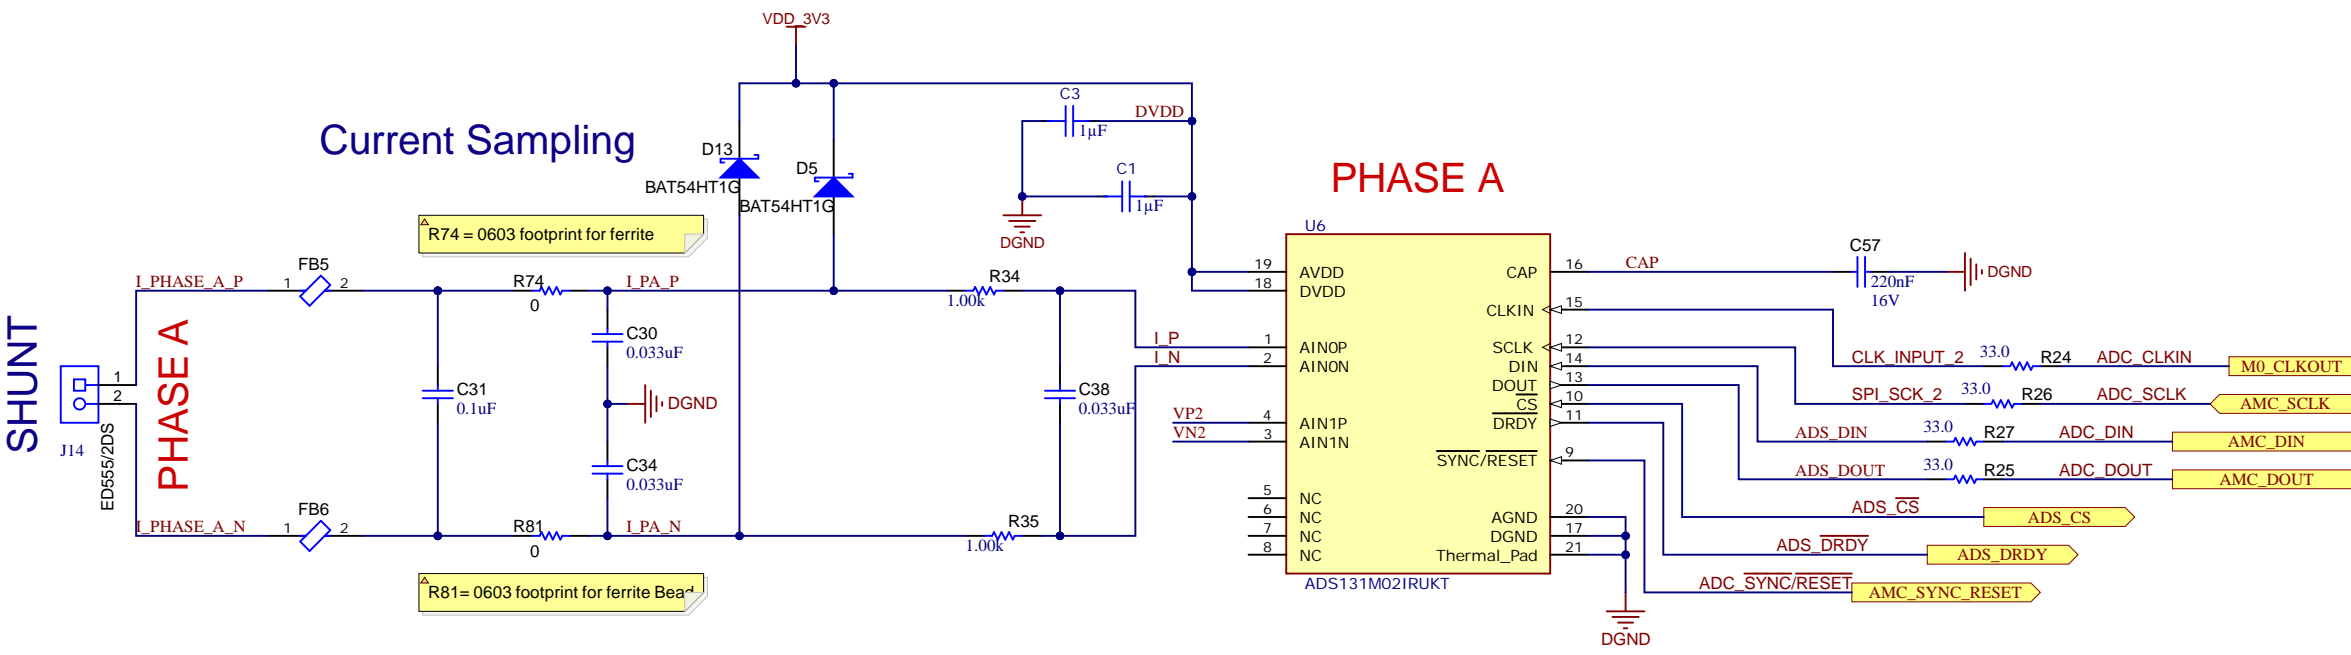 VDD_3V3
Current Sampling
D13
BAT54HT1G
D5
BAT54HT1G
C3
1µF
DVDD
C1
1µF
DGND
PHASE A
R74 = 0603 footprint for ferrite
SHUNT
J14
ED555/2DS
1
2
PHASE A
I_PHASE_A_P
1
FB5
2
R74
0
I_PA_P
R34
1.00k
C31
0.1uF
C30
0.033uF
DGND
C34
0.033uF
C38
0.033uF
I_PHASE_A_N
1
FB6
2
R81
0
I_PA_N
R35
1.00k
R81= 0603 footprint for ferrite Bead
I_P
I_N
VP2
VN2
U6
19 AVDD
18 DVDD
1 AIN0P
2 AIN0N
4 AIN1P
3 AIN1N
5 NC
6 NC
7 NC
8 NC
CAP 16
CLKIN 15
SCLK 12
DIN 14
DOUT 13
CS 10
DRDY 11
SYNC/RESET 9
AGND 20
DGND 17
Thermal_Pad 21
ADS131M02IRUKT
CAP
C57
220nF
16V
DGND
CLK_INPUT_2 33.0 R24 ADC_CLKIN M0_CLKOUT
SPI_SCK_2 33.0 R26 ADC_SCLK AMC_SCLK
ADS_DIN 33.0 R27 ADC_DIN AMC_DIN
ADS_DOUT 33.0 R25 ADC_DOUT AMC_DOUT
ADS_CS ADS_CS
ADS_DRDY ADS_DRDY
ADC_SYNC/RESET AMC_SYNC_RESET
DGND